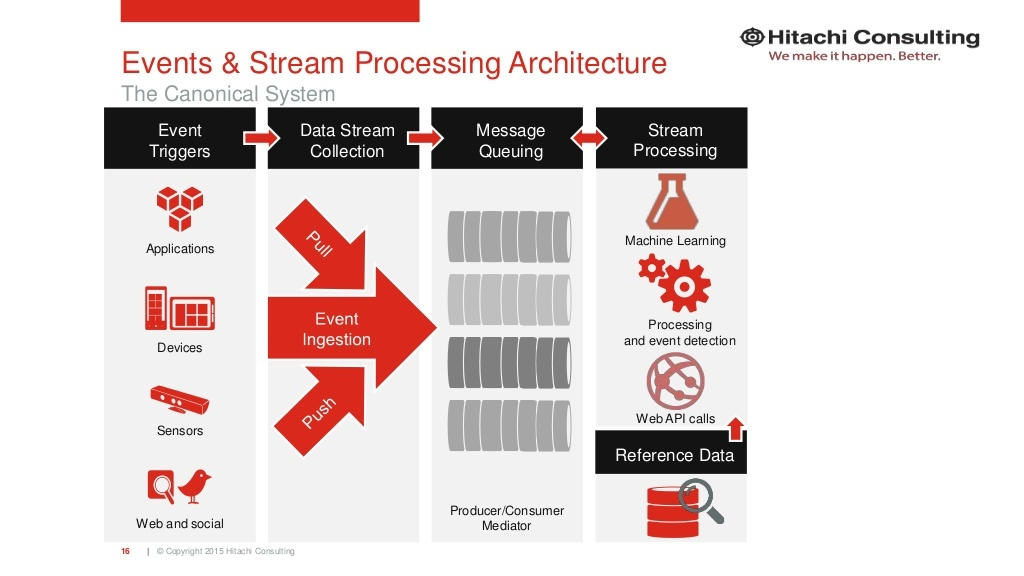 Hitachi Consulting
We make it happen. Better.
Events & Stream Processing Architecture
The Canonical System
Event
Triggers
Data Stream
Collection
Message
Queuing
Stream
Processing
Applications
Devices
Sensors
Web and social
Pull
Event
Ingestion
Push
Producer/Consumer
Mediator
Machine Learning
Processing
and event detection
Web API calls
Reference Data
16 | © Copyright 2015 Hitachi Consulting